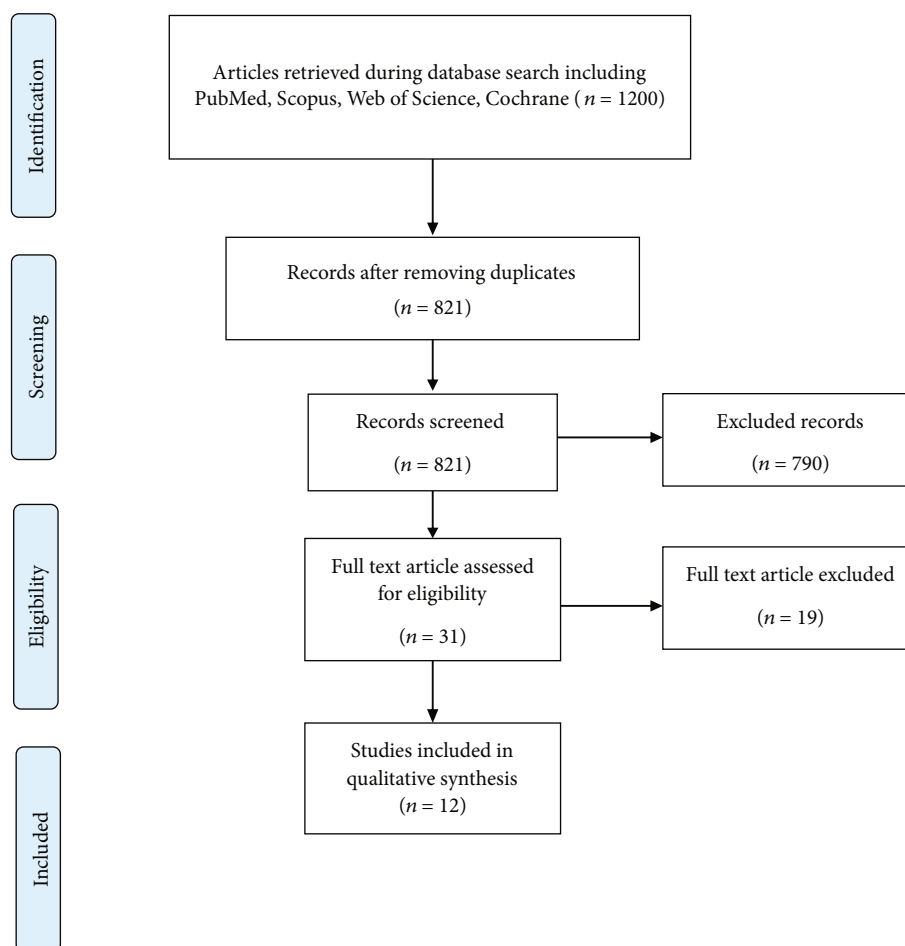 Identification
Articles retrieved during database search including
PubMed, Scopus, Web of Science, Cochrane ( n = 1200)
Screening
Records after removing duplicates
(n = 821)
Records screened
(n = 821)
Excluded records
(n = 790)
Eligibility
Full text article assessed
for eligibility
(n = 31)
Full text article excluded
(n = 19)
Included
Studies included in
qualitative synthesis
(n = 12)